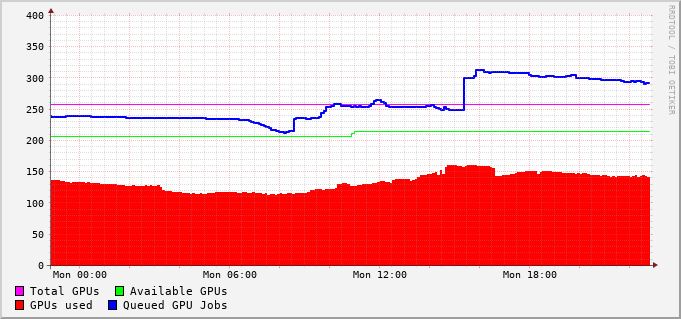 400
350
300
250
200
150
100
50
0
Mon 00:00 Mon 06:00 Mon 12:00 Mon 18:00
Total GPUs Available GPUs
GPUs used Queued GPU Jobs
RRDTOOL / TOBI OETIKER